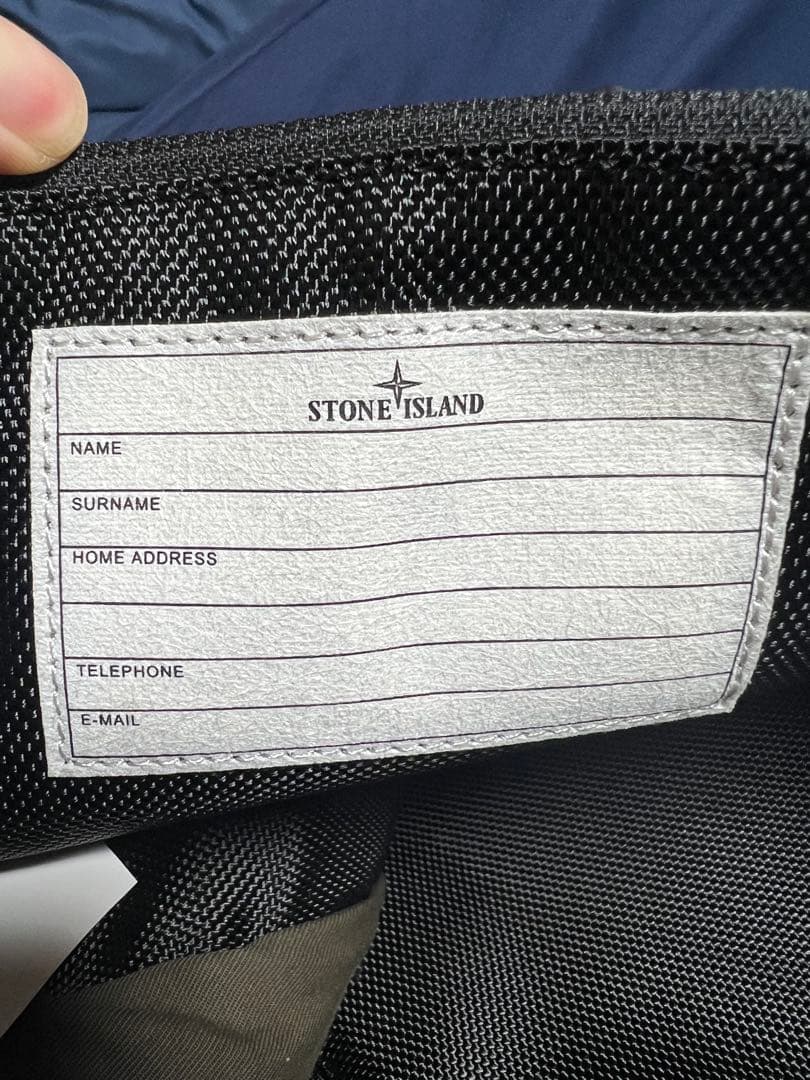 STONE ISLAND
NAME
SURNAME
HOME ADDRESS
TELEPHONE
E-MAIL